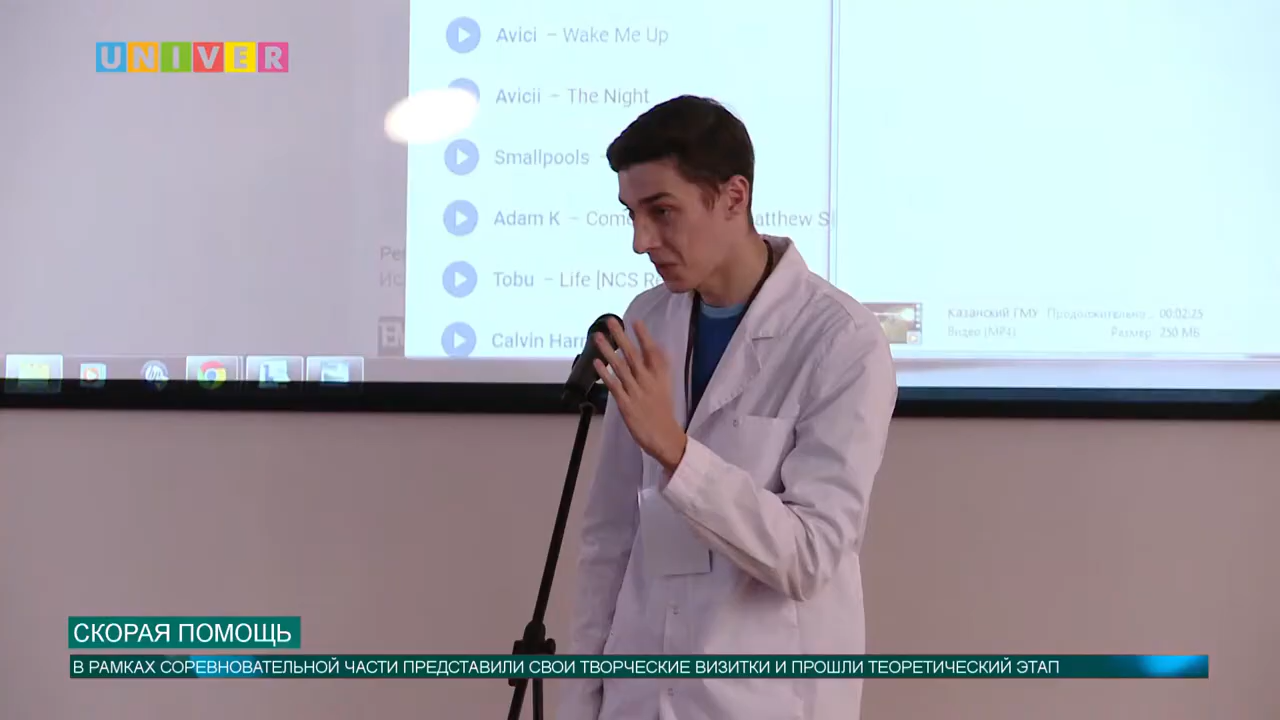 UNIVER
Avici – Wake Me Up
Avicii – The Night
Smallpools –
Adam K – Come
Tobu – Life [NCS Re
Calvin Harr
Казанский ГМУ Продолжительно... 00:02:25
Видео (MP4) Размер: 250 МБ
СКОРАЯ ПОМОЩЬ
В РАМКАХ СОРЕВНОВАТЕЛЬНОЙ ЧАСТИ ПРЕДСТАВИЛИ СВОИ ТВОРЧЕСКИЕ ВИЗИТКИ И ПРОШЛИ ТЕОРЕТИЧЕСКИЙ ЭТАП